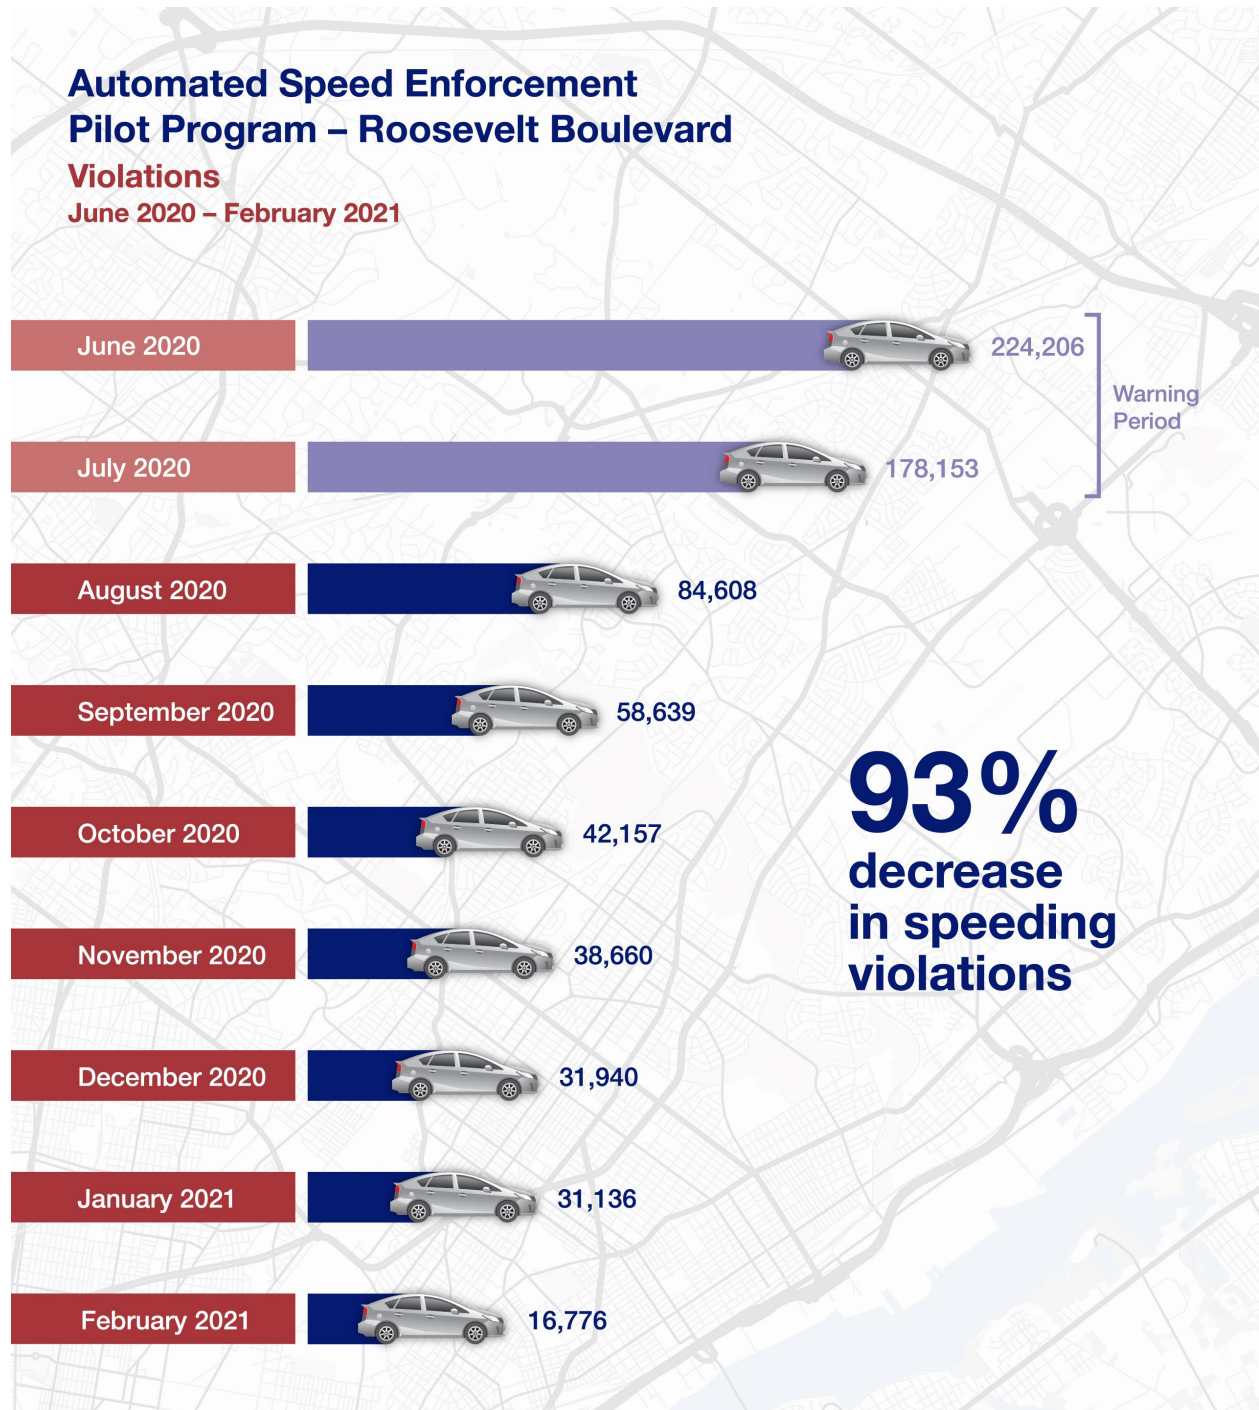 Automated Speed Enforcement
Pilot Program – Roosevelt Boulevard
Violations
June 2020 – February 2021
June 2020
224,206
Warning
Period
July 2020
178,153
August 2020
84,608
September 2020
58,639
93%
decrease
in speeding
violations
October 2020
42,157
November 2020
38,660
December 2020
31,940
January 2021
31,136
February 2021
16,776